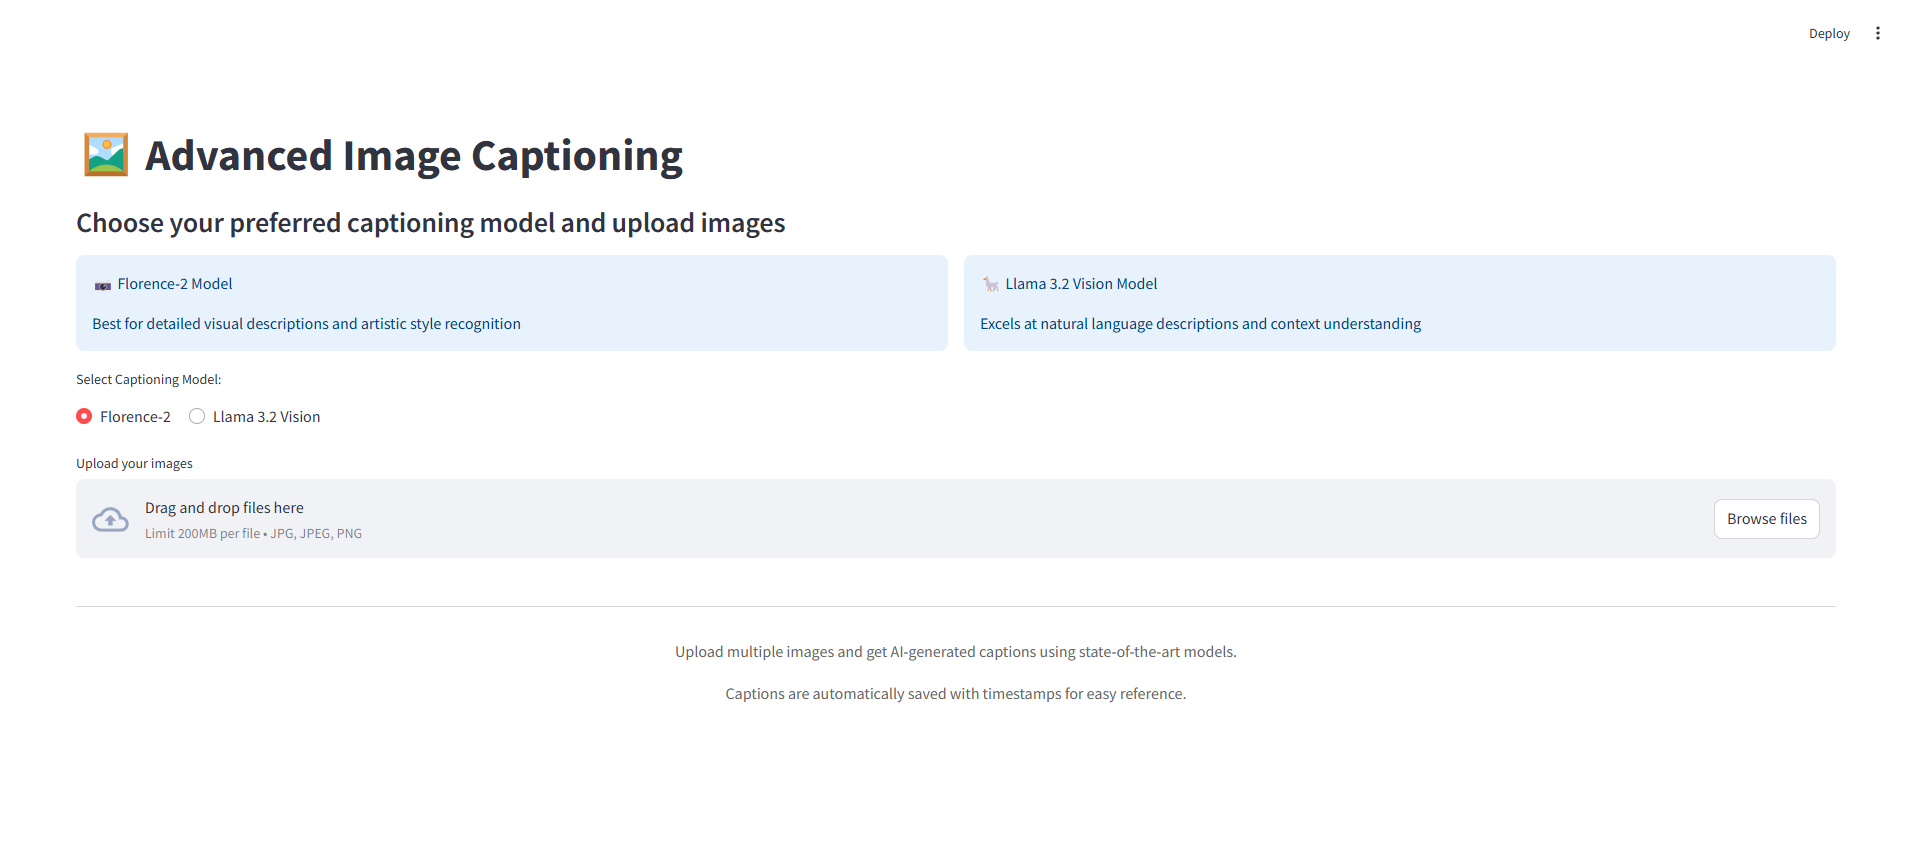 Deploy
Advanced Image Captioning
Choose your preferred captioning model and upload images
Florence-2 Model
Best for detailed visual descriptions and artistic style recognition
Llama 3.2 Vision Model
Excels at natural language descriptions and context understanding
Select Captioning Model:
Florence-2
Llama 3.2 Vision
Upload your images
Drag and drop files here
Limit 200MB per file • JPG, JPEG, PNG
Browse files
Upload multiple images and get AI-generated captions using state-of-the-art models.
Captions are automatically saved with timestamps for easy reference.